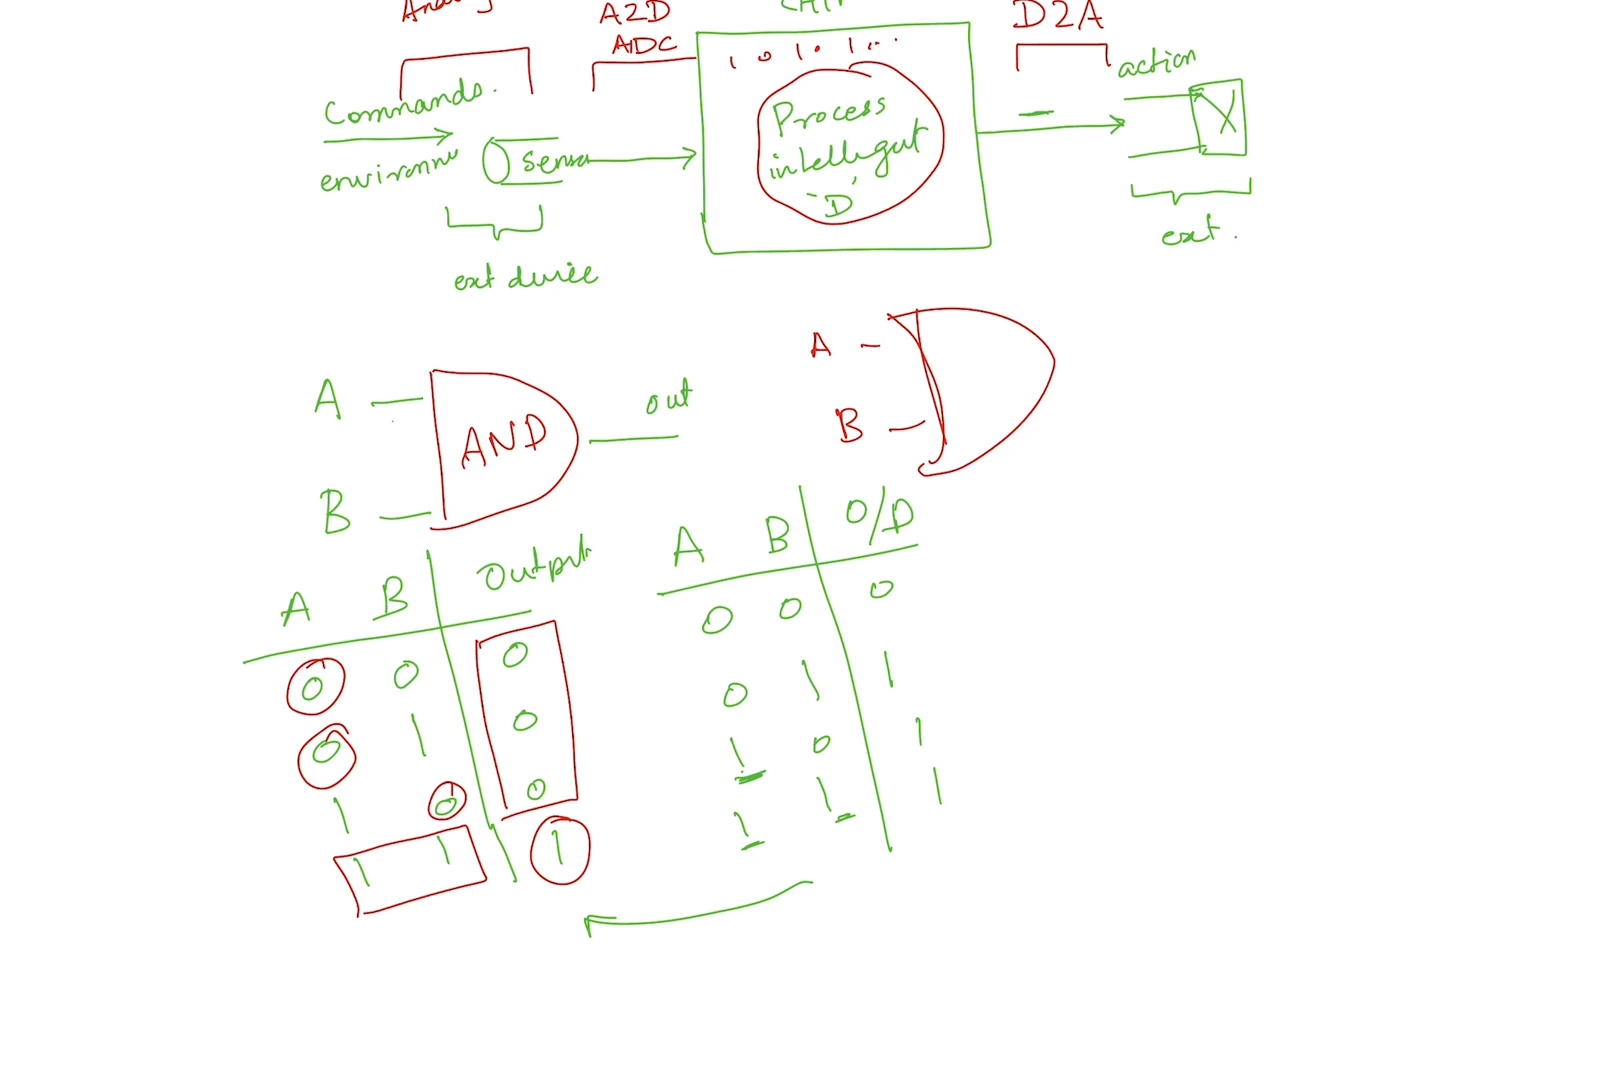 A2D
ADC
D2A
1 0 1 0 1 ...
Commands.
sensor
Process
'D'
action
ext device
ext.
A
B
AND
out
A
B
A B Output
0 0 0
0 1 0
1 0 0
1 1 1
A B O/D
0 0 0
0 1 1
1 0 1
1 1 1